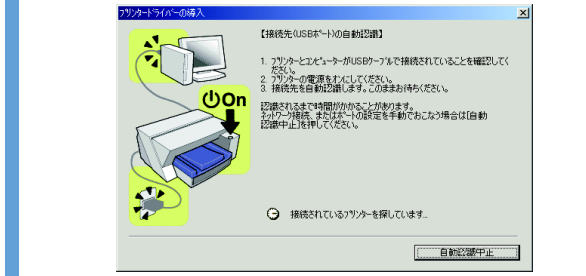 プリンタードライバーの導入
On
【接続先(USBポート)の自動認識】
1. プリンターとコンピューターがUSBケーブルで接続されていることを確認してく
ださい。
2. プリンターの電源をオンにしてください。
3. 接続先を自動認識します。このままお待ちください。
認識されるまで時間がかかることがあります。
ネットワーク接続、またはポートの設定を手動でおこなう場合は[自動
認識中止]を押してください。
接続されているプリンターを探しています...
自動認識中止